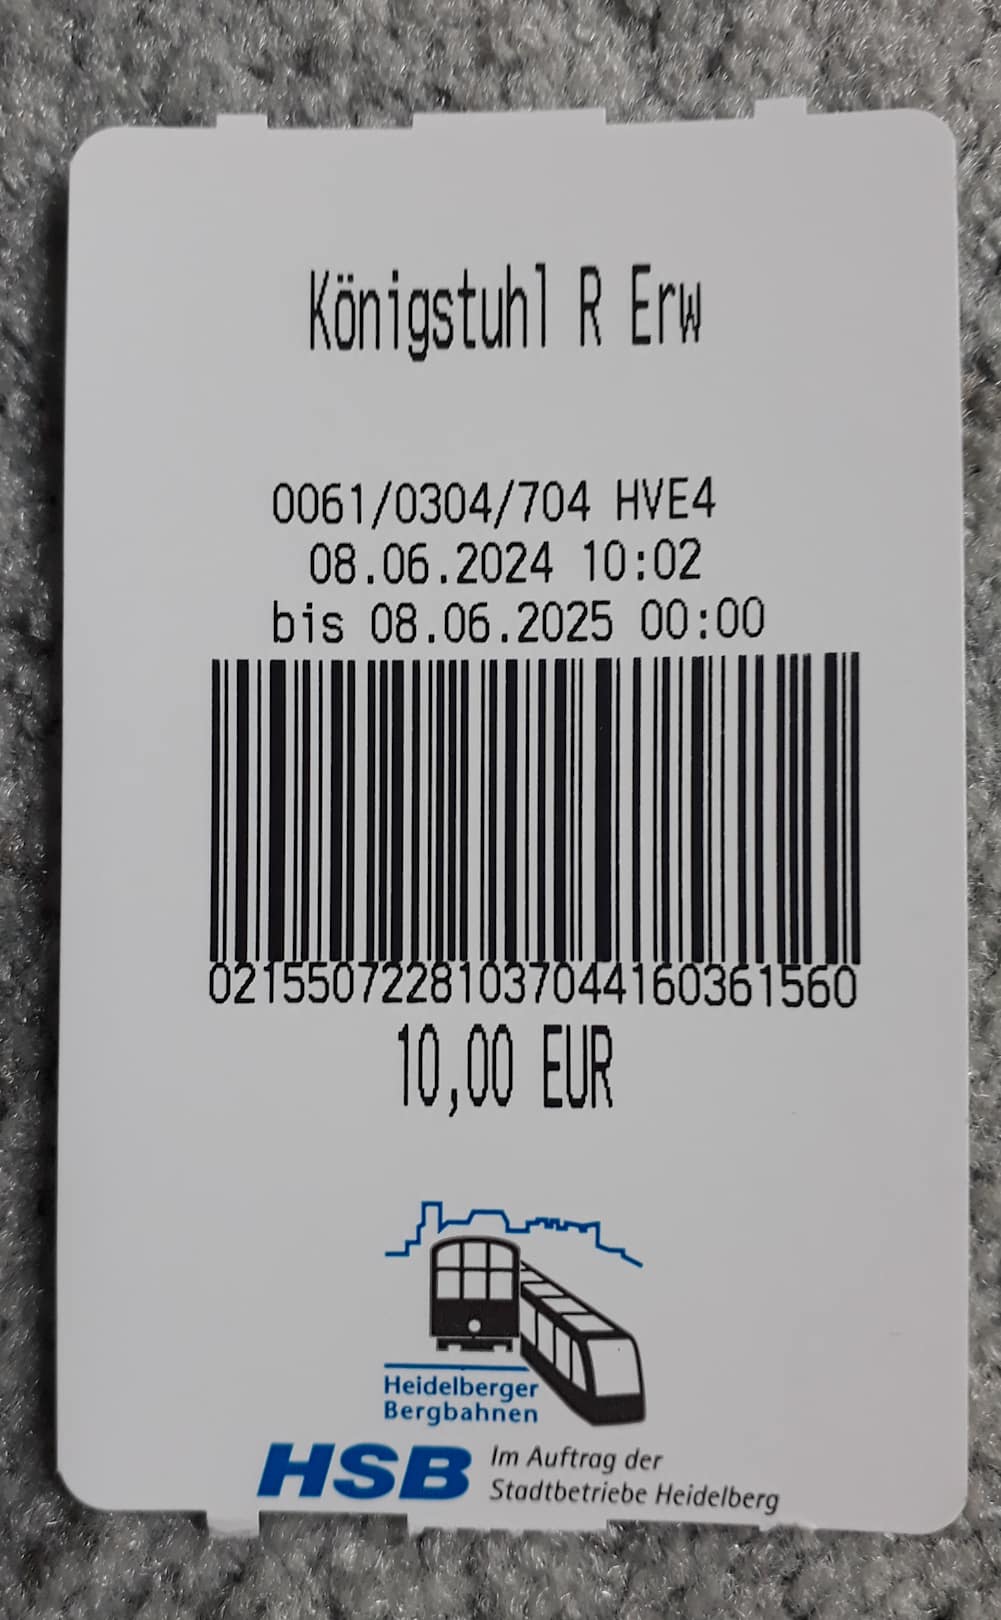 Königstuhl R Erw
0061/0304/704 HVE4
08.06.2024 10:02
bis 08.06.2025 00:00
02155072281037044160361560
10,00 EUR
Heidelberger
Bergbahnen
HSB
Im Auftrag der
Stadtbetriebe Heidelberg